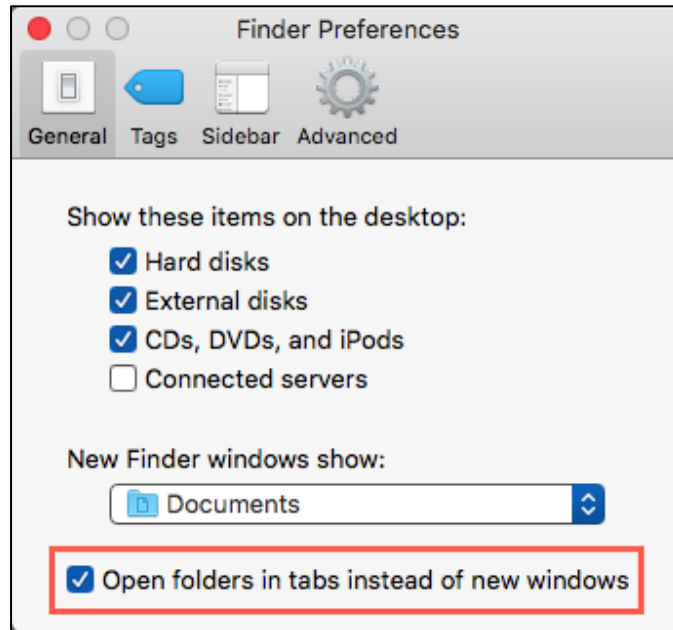 Finder Preferences
General Tags Sidebar Advanced
Show these items on the desktop:
Hard disks
External disks
CDs, DVDs, and iPods
Connected servers
New Finder windows show:
Documents
Open folders in tabs instead of new windows